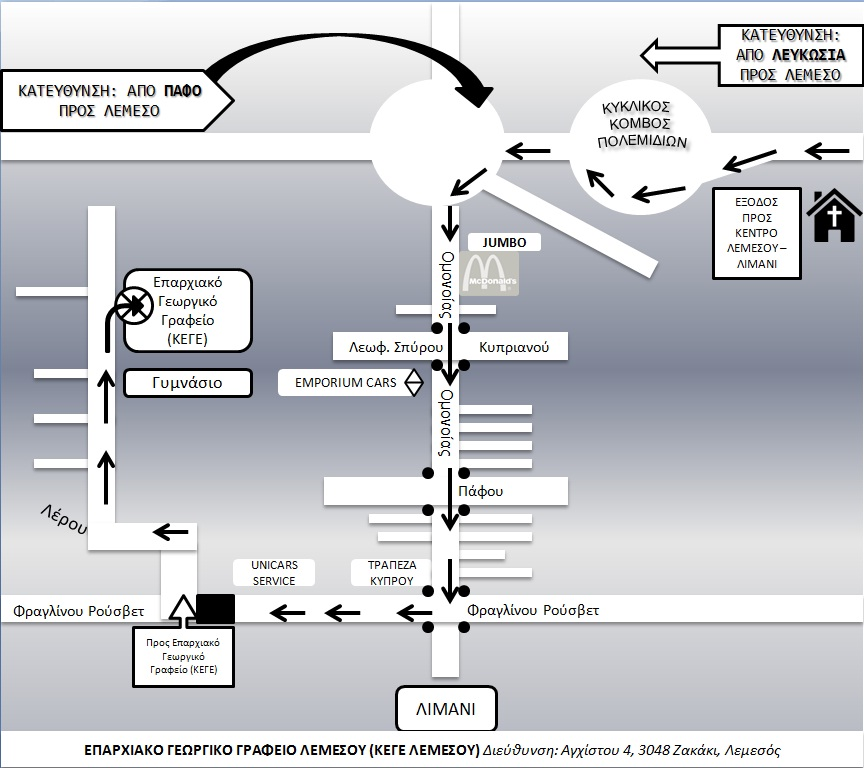 ΚΑΤΕΥΘΥΝΣΗ:
ΑΠΟ ΛΕΥΚΩΣΙΑ
ΠΡΟΣ ΛΕΜΕΣΟ
ΚΑΤΕΥΘΥΝΣΗ: ΑΠΟ ΠΑΦΟ
ΠΡΟΣ ΛΕΜΕΣΟ
ΚΥΚΛΙΚΟΣ
ΚΟΜΒΟΣ
ΠΟΛΕΜΙΔΙΩΝ
ΕΞΟΔΟΣ
ΠΡΟΣ
ΚΕΝΤΡΟ
ΛΕΜΕΣΟΥ –
ΛΙΜΑΝΙ
JUMBO
McDonald's
Ομονοίας
Επαρχιακό
Γεωργικό
Γραφείο
(ΚΕΓΕ)
Λεωφ. Σπύρου Κυπριανού
Γυμνάσιο
EMPORIUM CARS
Ομονοίας
Πάφου
Λέρου
UNICARS
SERVICE
ΤΡΑΠΕΖΑ
ΚΥΠΡΟΥ
Φραγλίνου Ρούσβετ
Φραγλίνου Ρούσβετ
Προς Επαρχιακό
Γεωργικό
Γραφείο (ΚΕΓΕ)
ΛΙΜΑΝΙ
ΕΠΑΡΧΙΑΚΟ ΓΕΩΡΓΙΚΟ ΓΡΑΦΕΙΟ ΛΕΜΕΣΟΥ (ΚΕΓΕ ΛΕΜΕΣΟΥ) Διεύθυνση: Αγχίστου 4, 3048 Ζακάκι, Λεμεσός